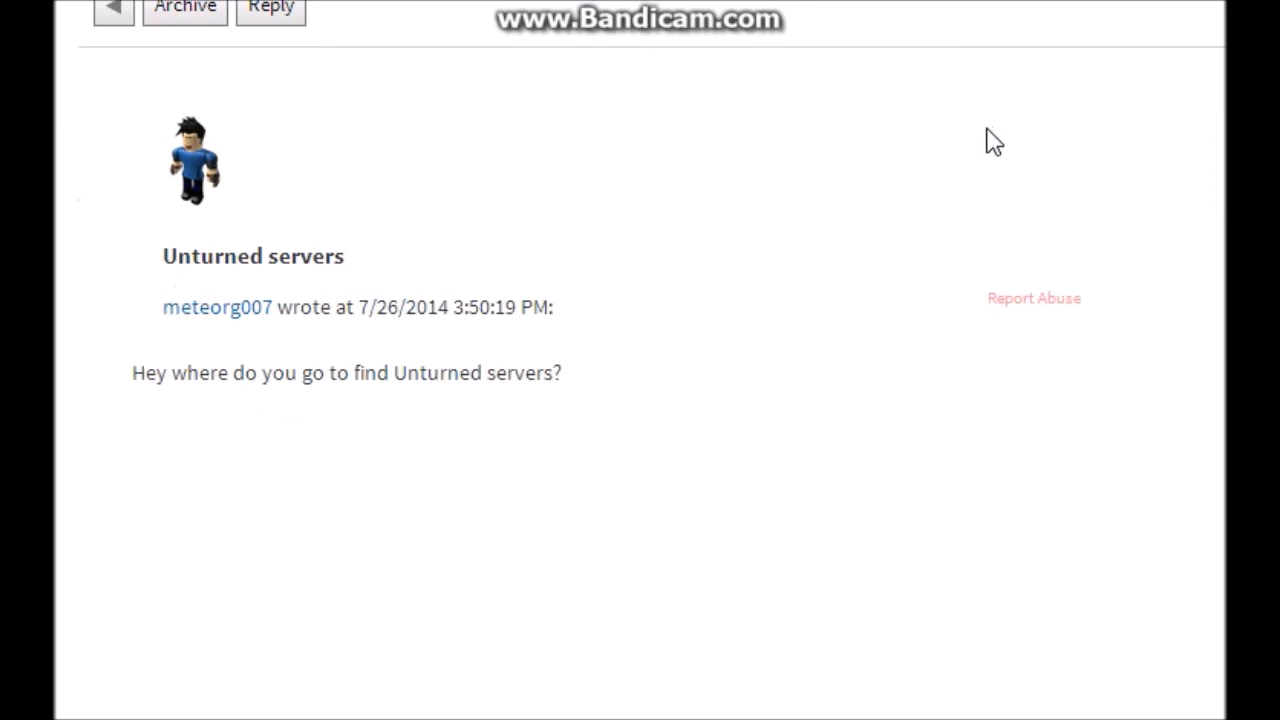 www.Bandicam.com
Archive Reply
Unturned servers
meteorg007 wrote at 7/26/2014 3:50:19 PM:
Report Abuse
Hey where do you go to find Unturned servers?